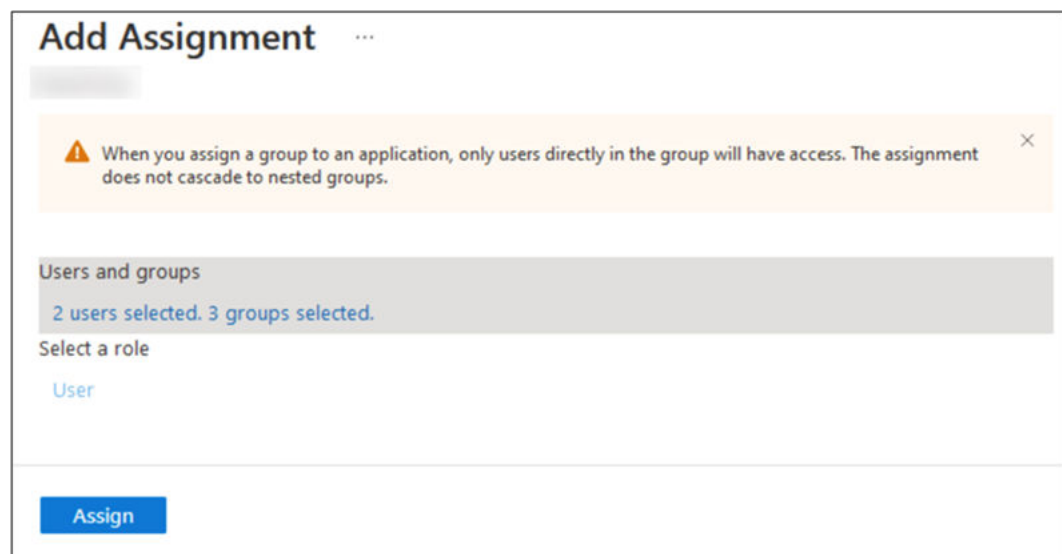 Add Assignment ...
When you assign a group to an application, only users directly in the group will have access. The assignment
does not cascade to nested groups.
Users and groups
2 users selected. 3 groups selected.
Select a role
User
Assign